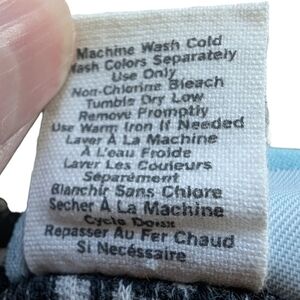 Machine Wash Cold
Wash Colors Separately
Use Only
Non-Chlorine Bleach
Tumble Dry Low
Remove Promptly
Use Warm Iron If Needed
Laver À La Machine
À L'eau Froide
Laver Les Couleurs
Séparément
Blanchir Sans Chlore
Secher À La Machine
Cycle Doux
Repasser Au Fer Chaud
Si Necéssaire